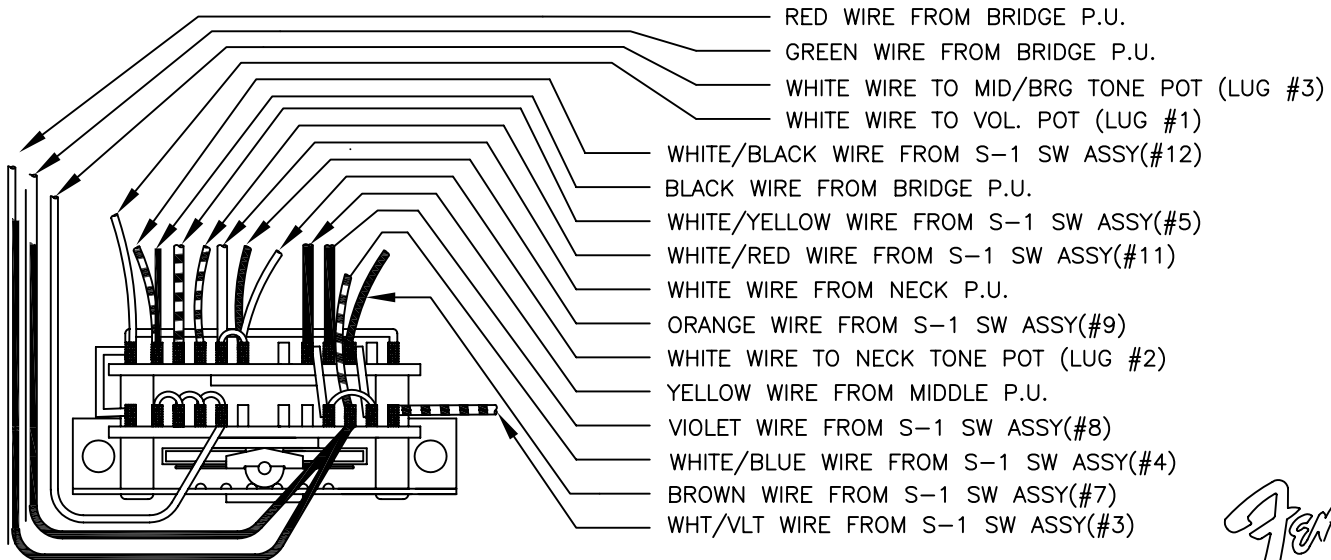 RED WIRE FROM BRIDGE P.U.
GREEN WIRE FROM BRIDGE P.U.
WHITE WIRE TO MID/BRG TONE POT (LUG #3)
WHITE WIRE TO VOL. POT (LUG #1)
WHITE/BLACK WIRE FROM S-1 SW ASSY(#12)
BLACK WIRE FROM BRIDGE P.U.
WHITE/YELLOW WIRE FROM S-1 SW ASSY(#5)
WHITE/RED WIRE FROM S-1 SW ASSY(#11)
WHITE WIRE FROM NECK P.U.
ORANGE WIRE FROM S-1 SW ASSY(#9)
WHITE WIRE TO NECK TONE POT (LUG #2)
YELLOW WIRE FROM MIDDLE P.U.
VIOLET WIRE FROM S-1 SW ASSY(#8)
WHITE/BLUE WIRE FROM S-1 SW ASSY(#4)
BROWN WIRE FROM S-1 SW ASSY(#7)
WHT/VLT WIRE FROM S-1 SW ASSY(#3)